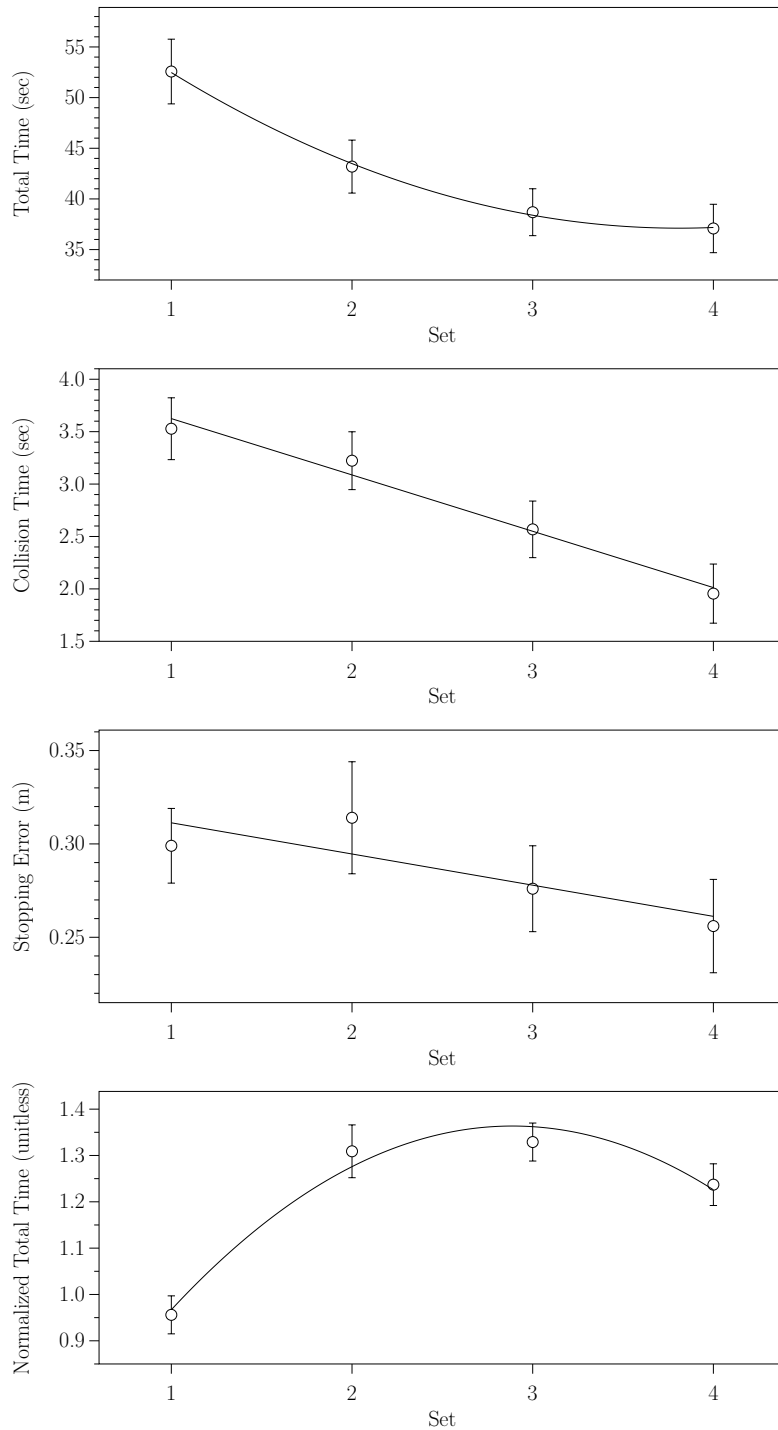 Total Time (sec)
55
50
45
40
35
1 2 3 4
Set
Collision Time (sec)
4.0
3.5
3.0
2.5
2.0
1.5
1 2 3 4
Set
Stopping Error (m)
0.35
0.30
0.25
1 2 3 4
Set
Normalized Total Time (unitless)
1.4
1.3
1.2
1.1
1.0
0.9
1 2 3 4
Set